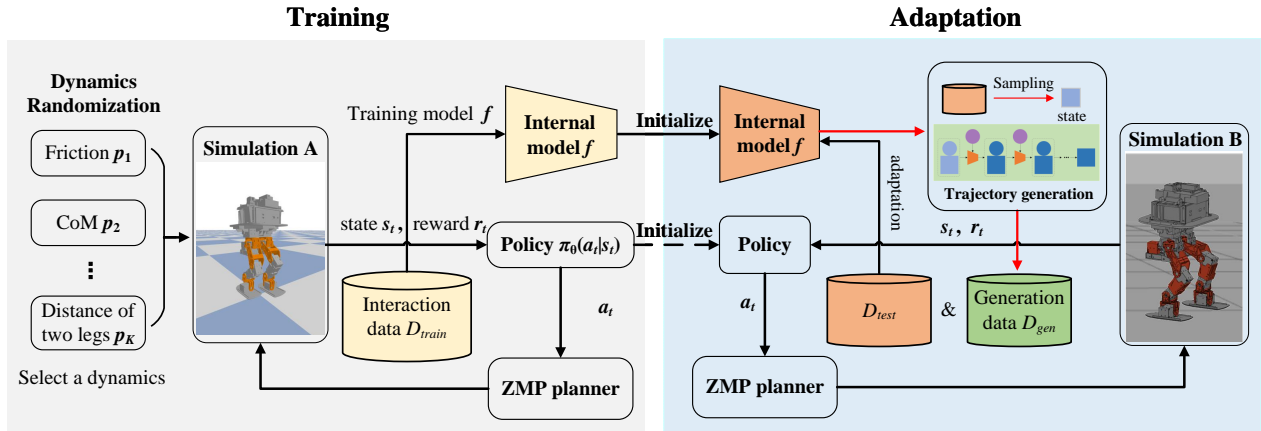 Training
Adaptation
Dynamics
Randomization
Friction p1
CoM p2
⋮
Distance of
two legs pK
Select a dynamics
Simulation A
Training model f
Internal
model f
state st, reward rt
Policy π0(at|st)
Interaction
data Dtrain
at
ZMP planner
Initialize
Initialize
Internal
model f
adaptation
Policy
at
ZMP planner
Dtest
&
Generation
data Dgen
Sampling
state
Trajectory generation
st, rt
Simulation B